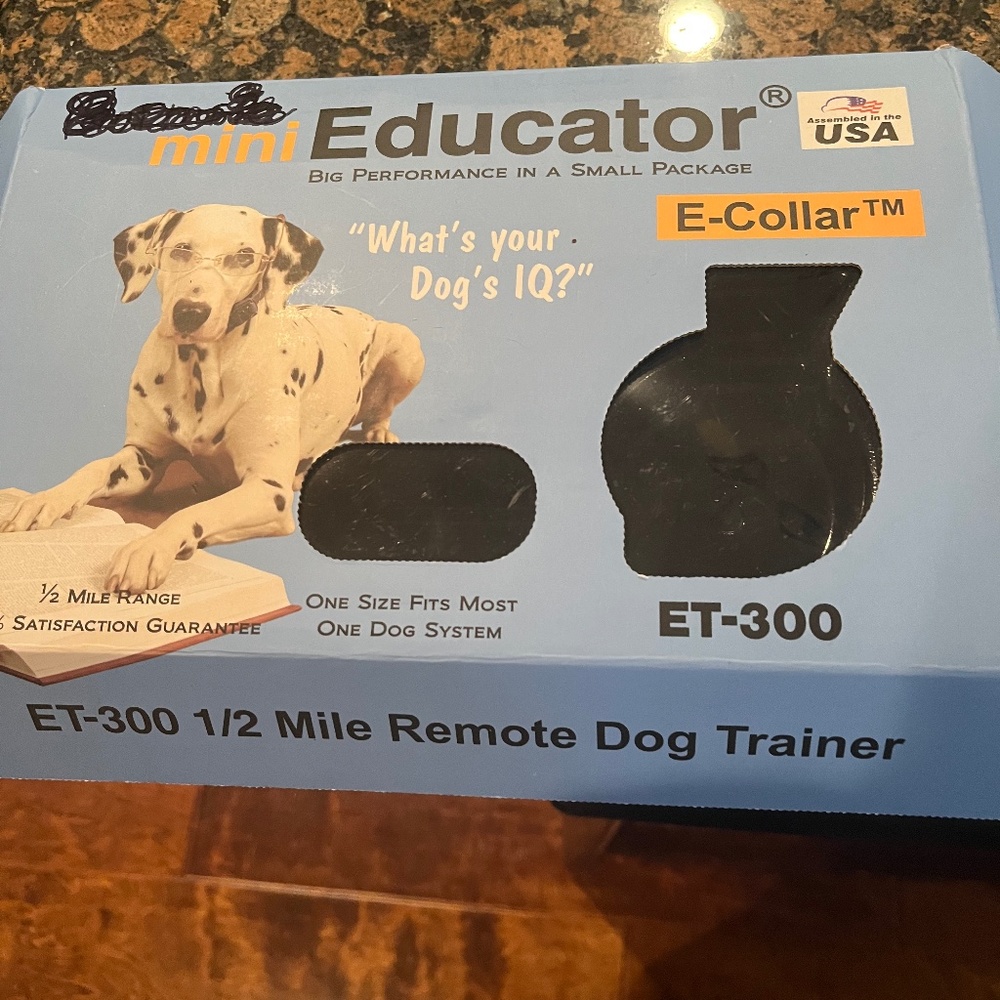 mini Educator®
BIG PERFORMANCE IN A SMALL PACKAGE
Assembled in the
USA
E-Collar™
"What's your
Dog's IQ?"
½ MILE RANGE
% SATISFACTION GUARANTEE
ONE SIZE FITS MOST
ONE DOG SYSTEM
ET-300
ET-300 1/2 Mile Remote Dog Trainer